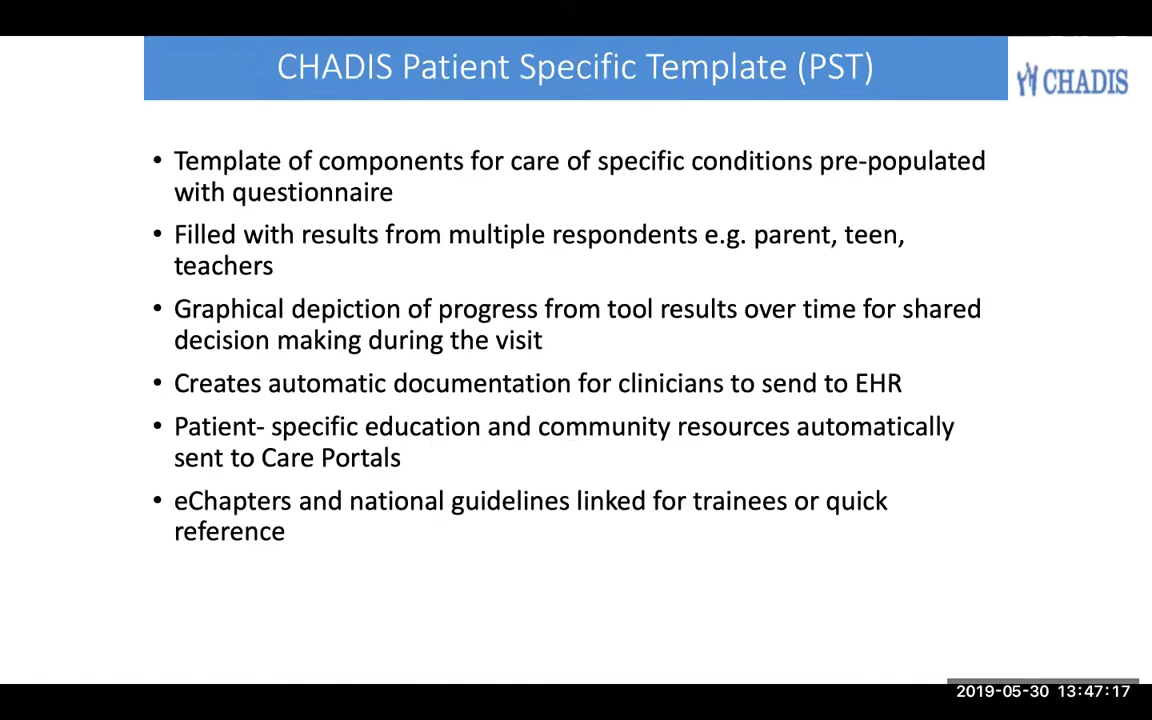 CHADIS Patient Specific Template (PST)
CHADIS
• Template of components for care of specific conditions pre-populated
with questionnaire
• Filled with results from multiple respondents e.g. parent, teen,
teachers
• Graphical depiction of progress from tool results over time for shared
decision making during the visit
• Creates automatic documentation for clinicians to send to EHR
• Patient- specific education and community resources automatically
sent to Care Portals
• eChapters and national guidelines linked for trainees or quick
reference
2019-05-30 13:47:17